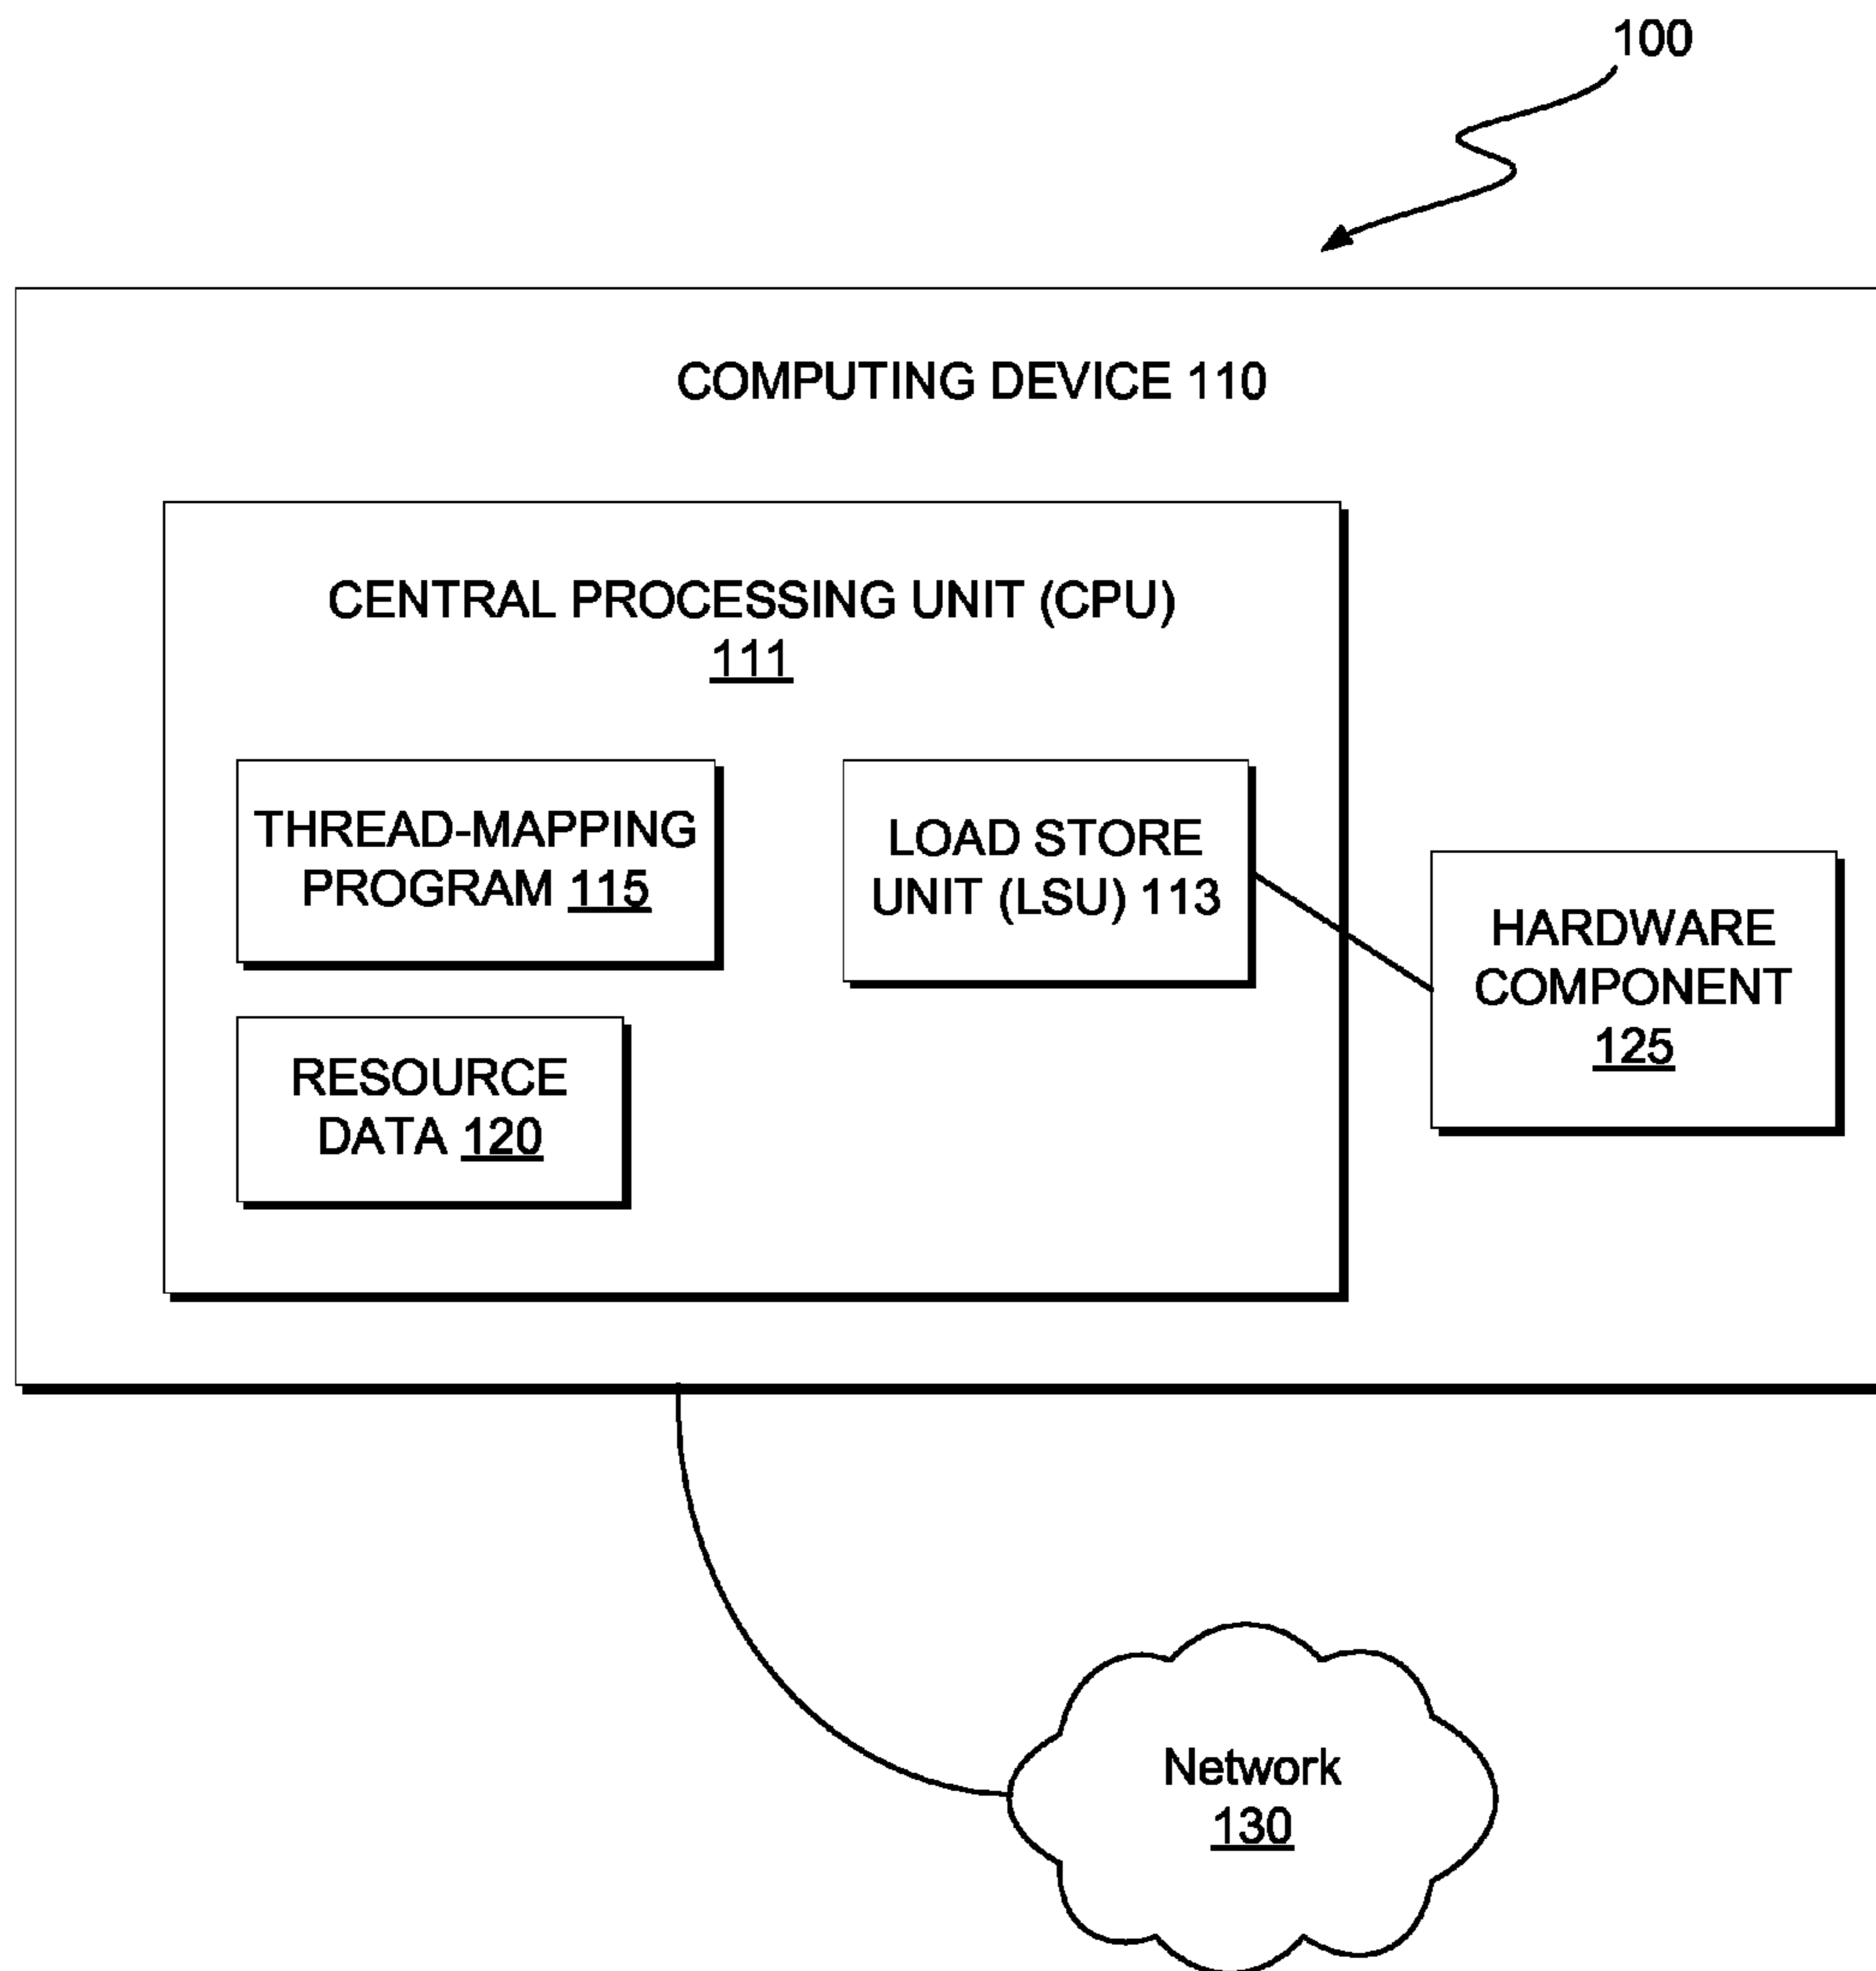 100
COMPUTING DEVICE 110
CENTRAL PROCESSING UNIT (CPU)
111
THREAD-MAPPING
PROGRAM 115
LOAD STORE
UNIT (LSU) 113
HARDWARE
COMPONENT
125
RESOURCE
DATA 120
Network
130